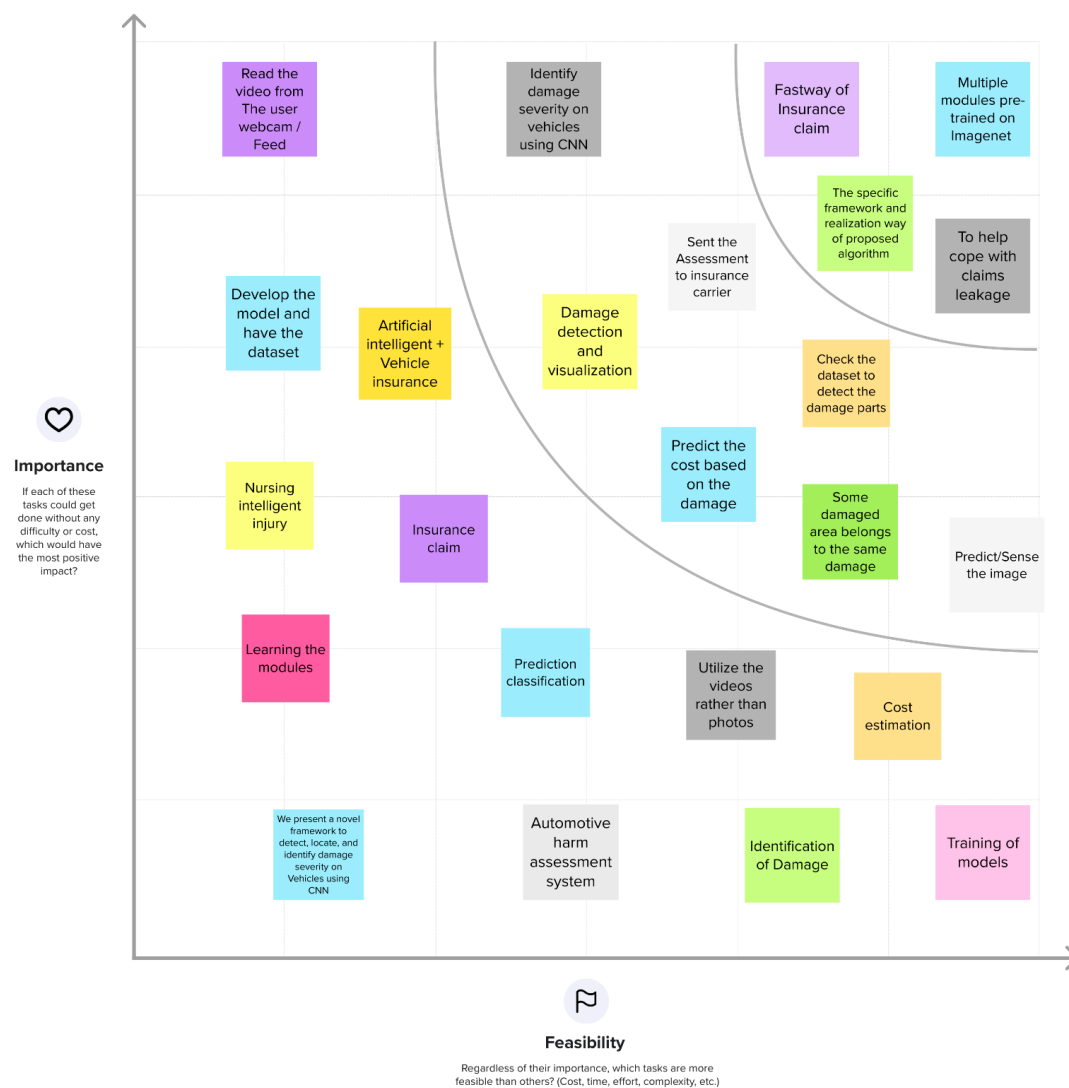 Read the
video from
The user
webcam /
Feed
Identify
damage
severity on
vehicles
using CNN
Fastway of
Insurance
claim
Multiple
modules pre-
trained on
Imagenet
The specific
framework and
realization way
of proposed
algorithm
To help
cope with
claims
leakage
Sent the
Assessment
to insurance
carrier
Develop the
model and
have the
dataset
Artificial
intelligent +
Vehicle
insurance
Damage
detection
and
visualization
Check the
dataset to
detect the
damage parts
Predict the
cost based
on the
damage
Nursing
intelligent
injury
Insurance
claim
Some
damaged
area belongs
to the same
damage
Predict/Sense
the image
Importance
If each of these
tasks could get
done without any
difficulty or cost,
which would have
the most positive
impact?
Learning the
modules
Prediction
classification
Utilize the
videos
rather than
photos
Cost
estimation
We present a novel
framework to
detect, locate, and
identify damage
severity on
Vehicles using
CNN
Automotive
harm
assessment
system
Identification
of Damage
Training of
models
Feasibility
Regardless of their importance, which tasks are more
feasible than others? (Cost, time, effort, complexity, etc.)